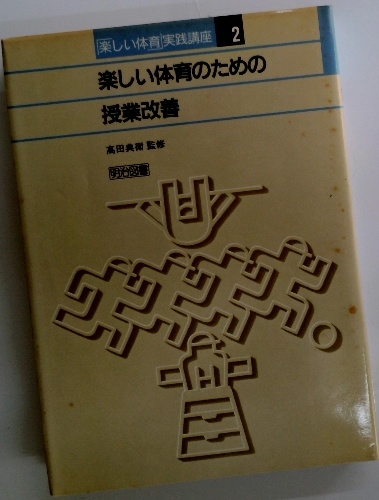 「楽しい体育」実践講座 2
楽しい体育のための
授業改善
高田典衛 監修
明治図書